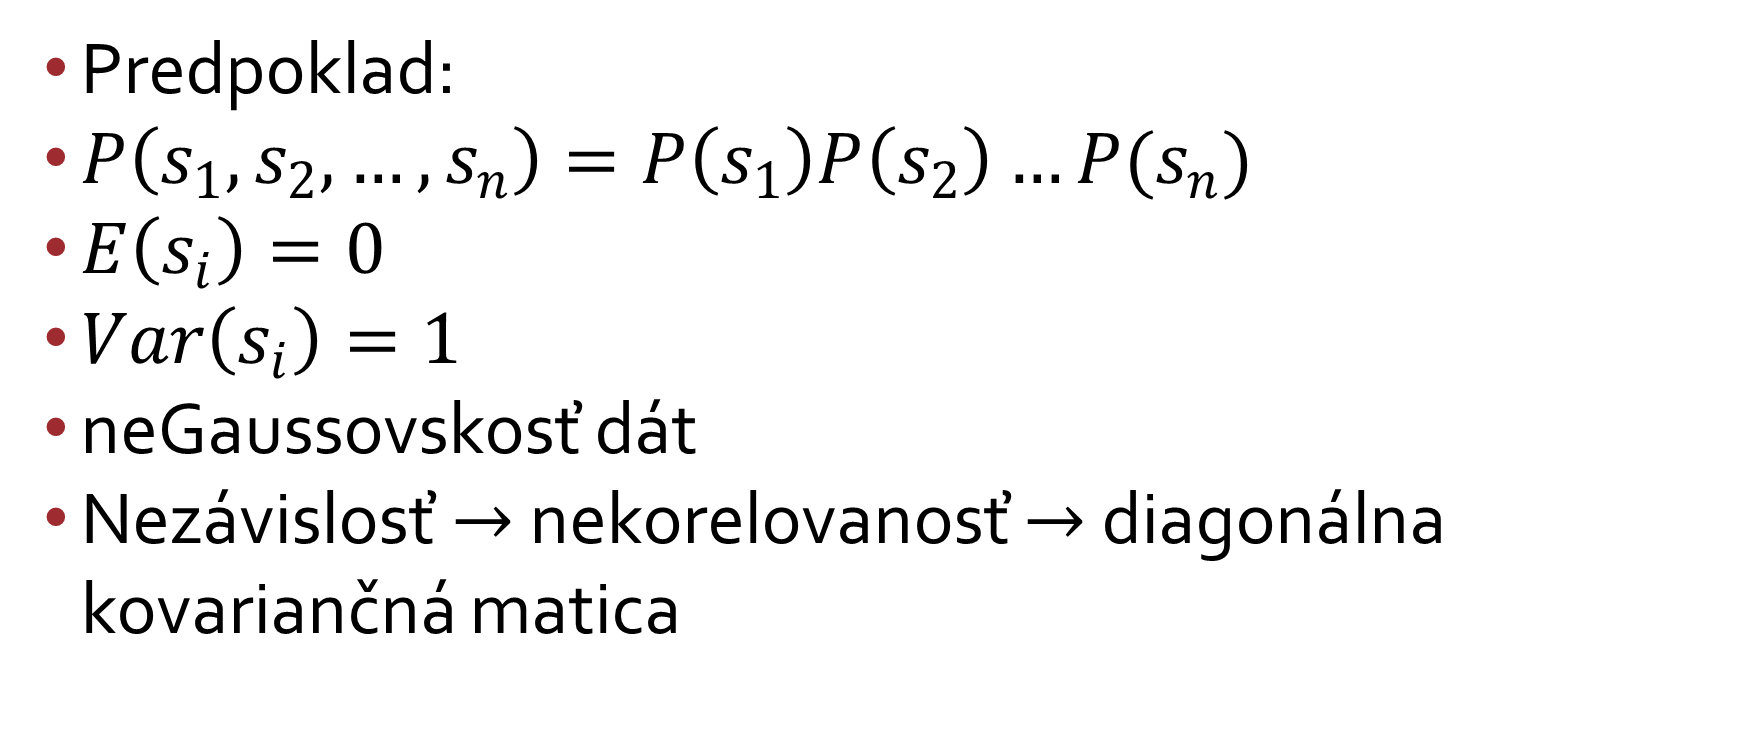 • Predpoklad:
• P(s₁, s₂, … , sₙ) = P(s₁)P(s₂) … P(sₙ)
• E(sᵢ) = 0
• Var(sᵢ) = 1
• neGaussovskosť dát
• Nezávislosť → nekorelovanosť → diagonálna
kovariančná matica